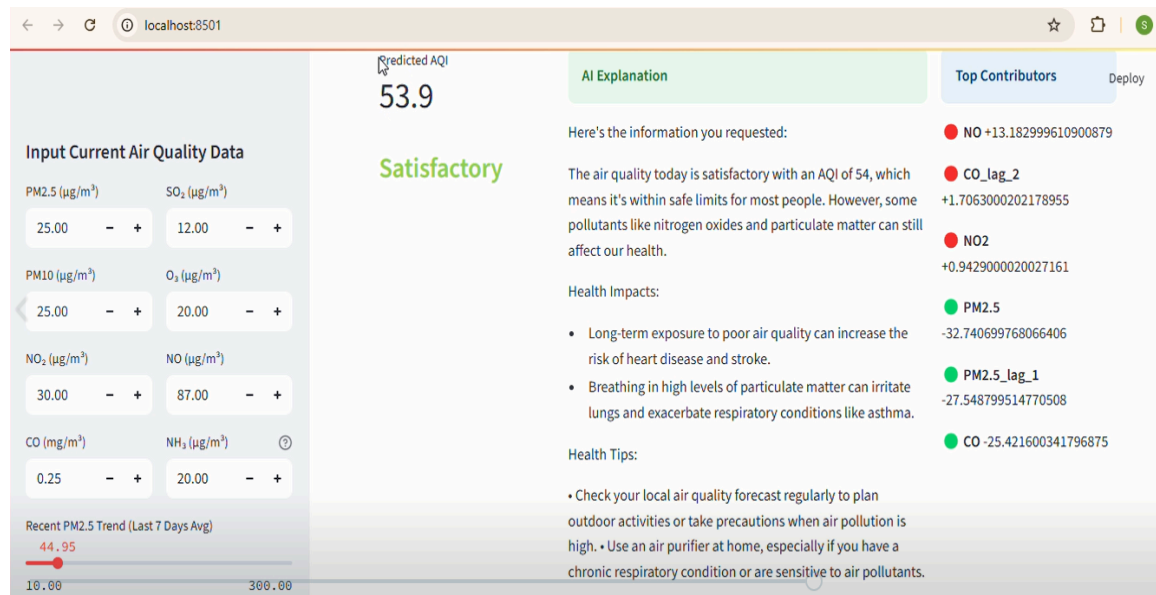 localhost:8501
S
Deploy
Input Current Air Quality Data
PM2.5 (µg/m³)
SO₂ (µg/m³)
25.00 - +
12.00 - +
PM10 (µg/m³)
O₃ (µg/m³)
25.00 - +
20.00 - +
NO₂ (µg/m³)
NO (µg/m³)
30.00 - +
87.00 - +
CO (mg/m³)
NH₃ (µg/m³)
0.25 - +
20.00 - +
Recent PM2.5 Trend (Last 7 Days Avg)
44.95
10.00
300.00
Predicted AQI
53.9
Satisfactory
AI Explanation
Here's the information you requested:
The air quality today is satisfactory with an AQI of 54, which
means it's within safe limits for most people. However, some
pollutants like nitrogen oxides and particulate matter can still
affect our health.
Health Impacts:
• Long-term exposure to poor air quality can increase the
risk of heart disease and stroke.
• Breathing in high levels of particulate matter can irritate
lungs and exacerbate respiratory conditions like asthma.
Health Tips:
• Check your local air quality forecast regularly to plan
outdoor activities or take precautions when air pollution is
high. • Use an air purifier at home, especially if you have a
chronic respiratory condition or are sensitive to air pollutants.
Top Contributors
NO +13.182999610900879
CO_lag_2
+1.7063000202178955
NO2
+0.9429000020027161
PM2.5
-32.740699768066406
PM2.5_lag_1
-27.548799514770508
CO -25.421600341796875